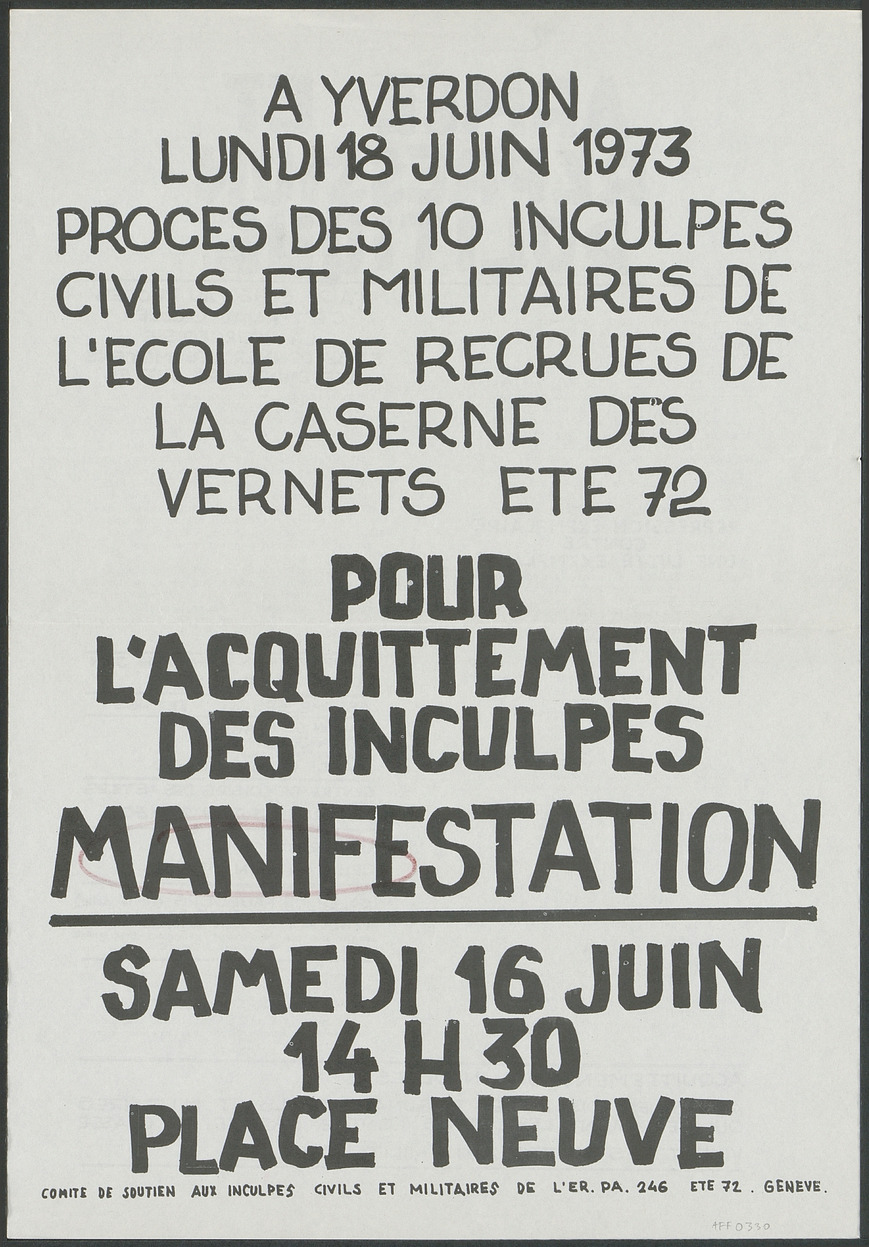 A YVERDON
LUNDI 18 JUIN 1973
PROCES DES 10 INCULPES
CIVILS ET MILITAIRES DE
L'ECOLE DE RECRUES DE
LA CASERNE DES
VERNETS ETE 72
POUR
L'ACQUITTEMENT
DES INCULPES
MANIFESTATION
SAMEDI 16 JUIN
14 H 30
PLACE NEUVE
COMITE DE SOUTIEN AUX INCULPES CIVILS ET MILITAIRES DE L'ER. PA. 246 ETE 72. GENEVE.
AFF0330